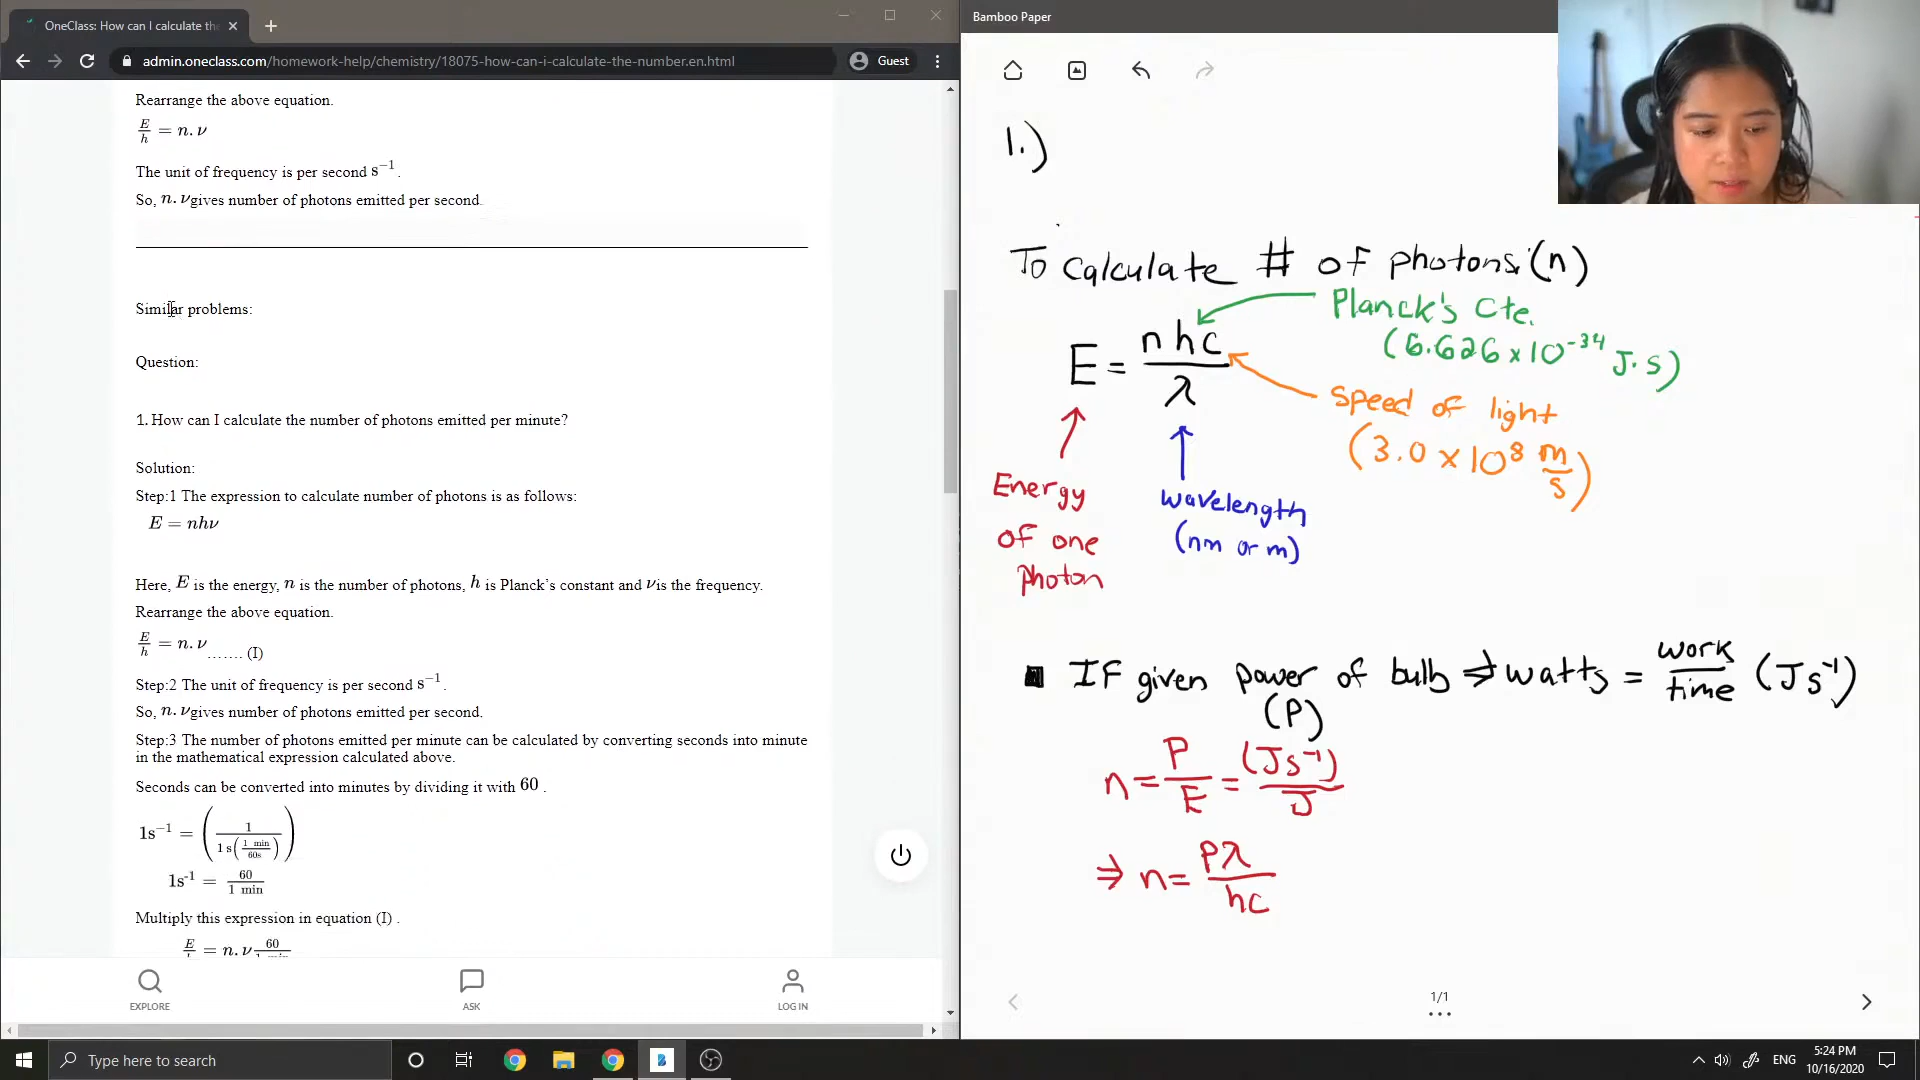 OneClass: How can I calculate the
admin.oneclass.com/homework-help/chemistry/18075-how-can-i-calculate-the-number.en.html
Guest
Rearrange the above equation.
E/h = n. ν
The unit of frequency is per second s⁻¹.
So, n. ν gives number of photons emitted per second.
Similar problems:
Question:
1. How can I calculate the number of photons emitted per minute?
Solution:
Step:1 The expression to calculate number of photons is as follows:
E = nhν
Here, E is the energy, n is the number of photons, h is Planck's constant and ν is the frequency.
Rearrange the above equation.
E/h = n. ν ....... (I)
Step:2 The unit of frequency is per second s⁻¹.
So, n. ν gives number of photons emitted per second.
Step:3 The number of photons emitted per minute can be calculated by converting seconds into minute
in the mathematical expression calculated above.
Seconds can be converted into minutes by dividing it with 60 .
1s⁻¹ = (1 / 1 s(1 min / 60s))
1s⁻¹ = 60 / 1 min
Multiply this expression in equation (I) .
E/h = n. ν 60 / 1 min
EXPLORE
ASK
LOG IN
Bamboo Paper
1.)
To calculate # of photons: (n)
Planck's Cte.
(6.626 x 10⁻³⁴ J·s)
E = nhc / λ
speed of light
(3.0 x 10⁸ m/s)
Energy
of one
photon
wavelength
(nm or m)
IF given power of bulb ⇒ watts = work / time (Js⁻¹)
(P)
n = P / E = (Js⁻¹) / J
⇒ n = Pλ / hc
1/1
Type here to search
ENG
5:24 PM
10/16/2020